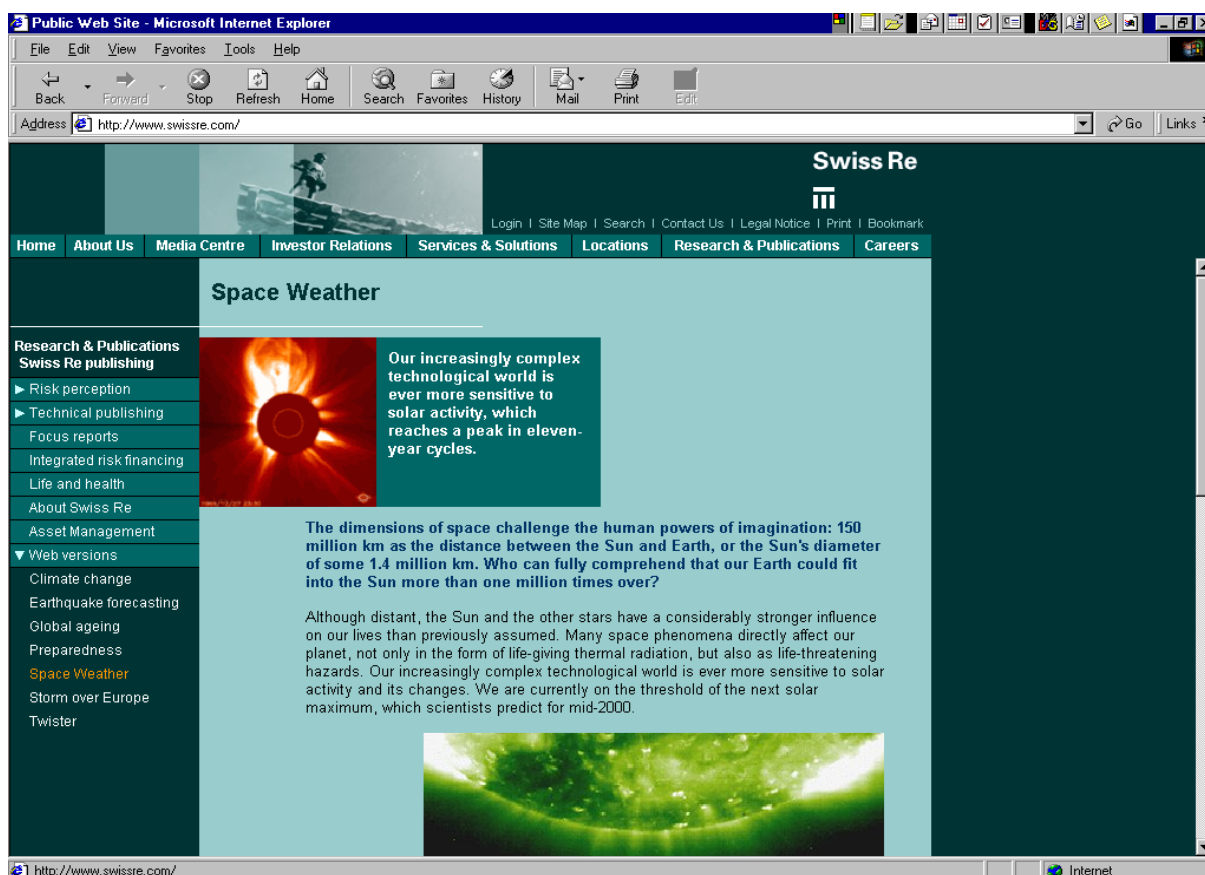 Public Web Site - Microsoft Internet Explorer
File Edit View Favorites Tools Help
Back Forward Stop Refresh Home Search Favorites History Mail Print Edit
Address http://www.swissre.com/ Go Links
Swiss Re
Login | Site Map | Search | Contact Us | Legal Notice | Print | Bookmark
Home About Us Media Centre Investor Relations Services & Solutions Locations Research & Publications Careers
Space Weather
Research & Publications
Swiss Re publishing
Risk perception
Technical publishing
Focus reports
Integrated risk financing
Life and health
About Swiss Re
Asset Management
Web versions
Climate change
Earthquake forecasting
Global ageing
Preparedness
Space Weather
Storm over Europe
Twister
Our increasingly complex
technological world is
ever more sensitive to
solar activity, which
reaches a peak in eleven-
year cycles.
The dimensions of space challenge the human powers of imagination: 150
million km as the distance between the Sun and Earth, or the Sun's diameter
of some 1.4 million km. Who can fully comprehend that our Earth could fit
into the Sun more than one million times over?
Although distant, the Sun and the other stars have a considerably stronger influence
on our lives than previously assumed. Many space phenomena directly affect our
planet, not only in the form of life-giving thermal radiation, but also as life-threatening
hazards. Our increasingly complex technological world is ever more sensitive to solar
activity and its changes. We are currently on the threshold of the next solar
maximum, which scientists predict for mid-2000.
http://www.swissre.com/ Internet